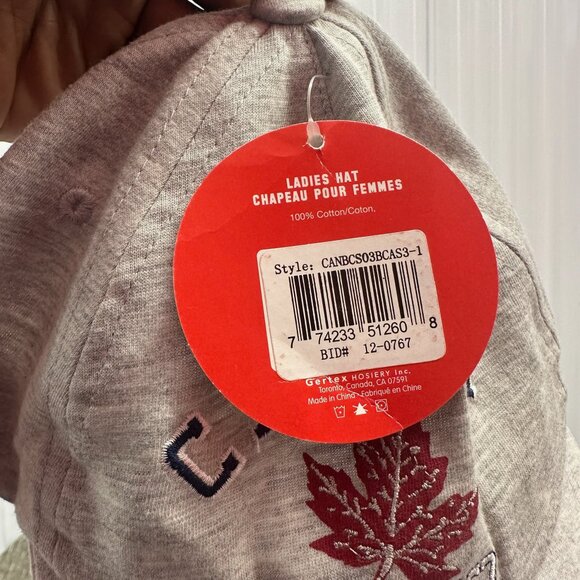 LADIES HAT
CHAPEAU POUR FEMMES
100% Cotton/Coton.
Style: CANBCS03BCAS3-1
7 74233 51260 8
BID# 12-0767
Gertex HOSIERY Inc.
Toronto, Canada, CA 07591
Made in China - Fabriqué en Chine
C